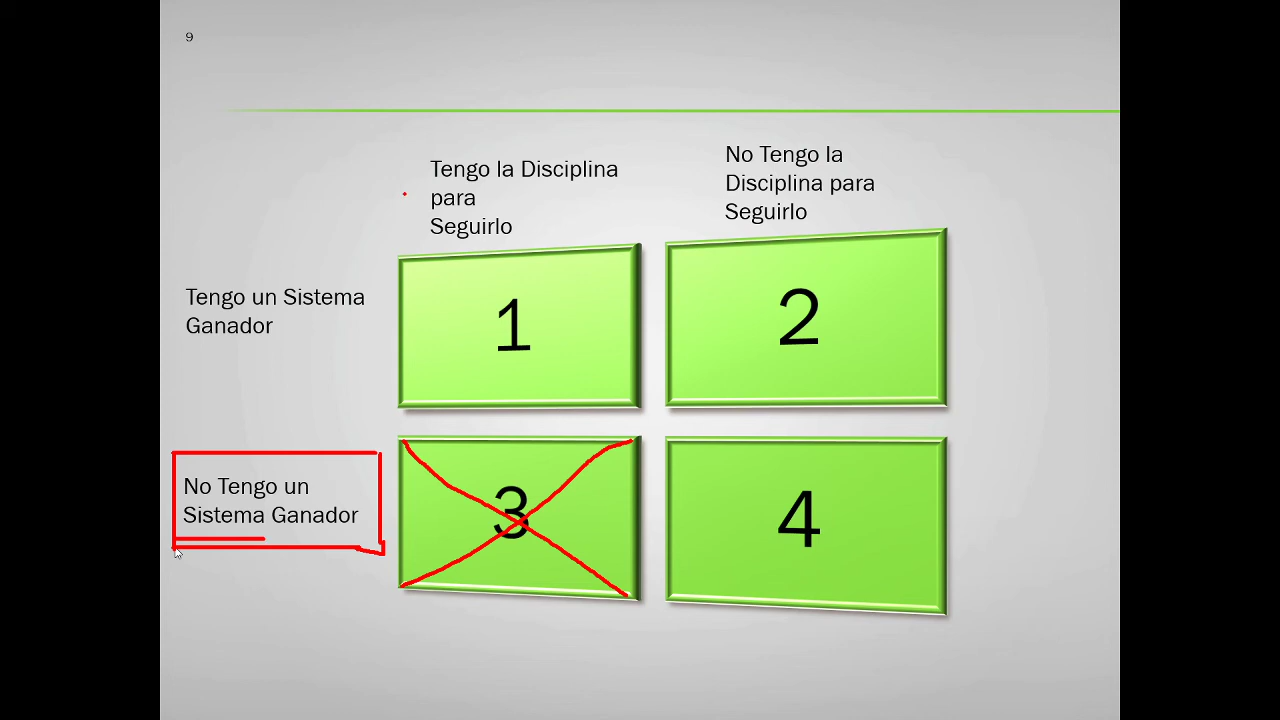 9
Tengo la Disciplina
para
Seguirlo
No Tengo la
Disciplina para
Seguirlo
Tengo un Sistema
Ganador
1
2
No Tengo un
Sistema Ganador
3
4